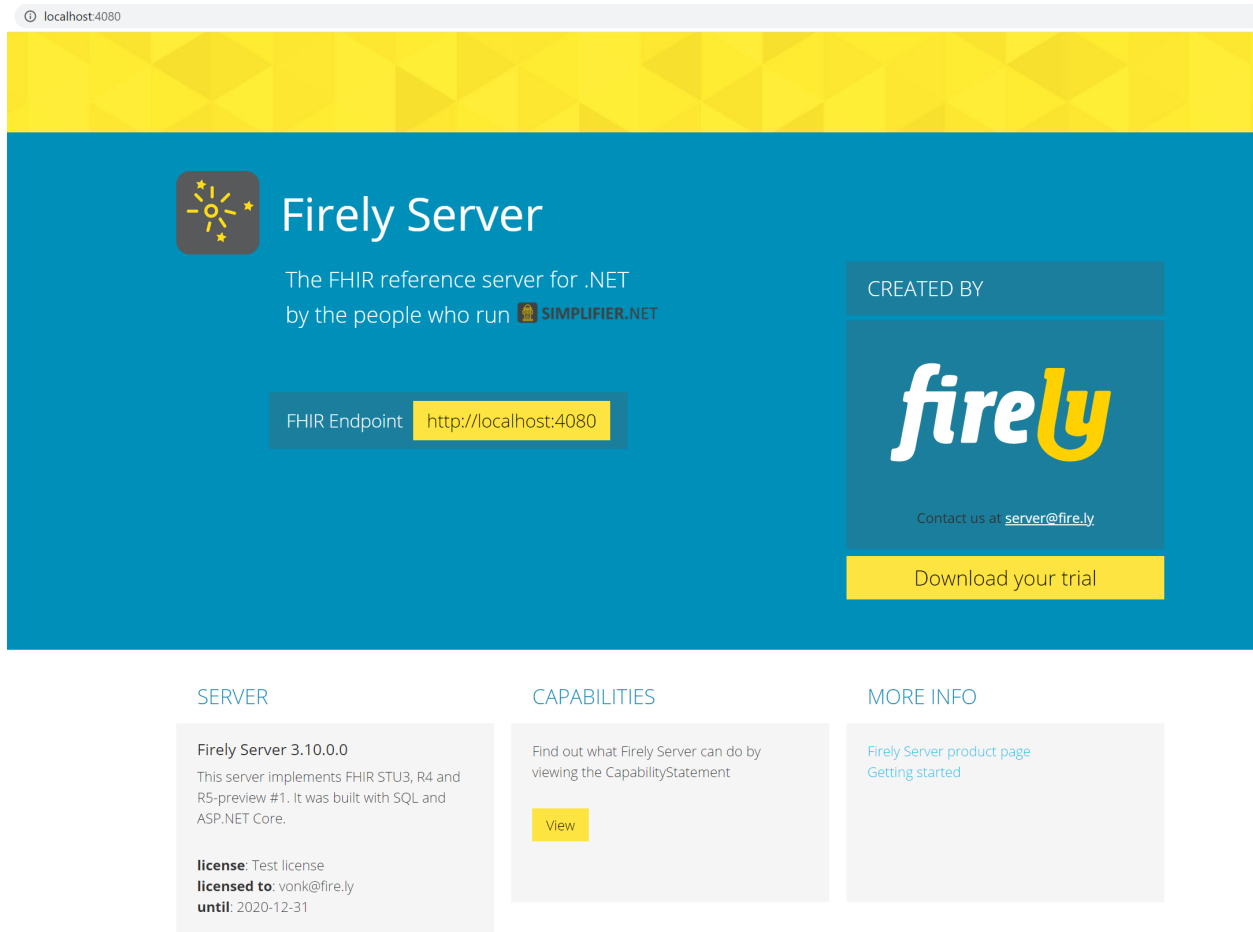 localhost:4080
Firely Server
The FHIR reference server for .NET
by the people who run SIMPLIFIER.NET
FHIR Endpoint http://localhost:4080
CREATED BY
firely
Contact us at server@fire.ly
Download your trial
SERVER
Firely Server 3.10.0.0
This server implements FHIR STU3, R4 and
R5-preview #1. It was built with SQL and
ASP.NET Core.
license: Test license
licensed to: vonk@fire.ly
until: 2020-12-31
CAPABILITIES
Find out what Firely Server can do by
viewing the CapabilityStatement
View
MORE INFO
Firely Server product page
Getting started